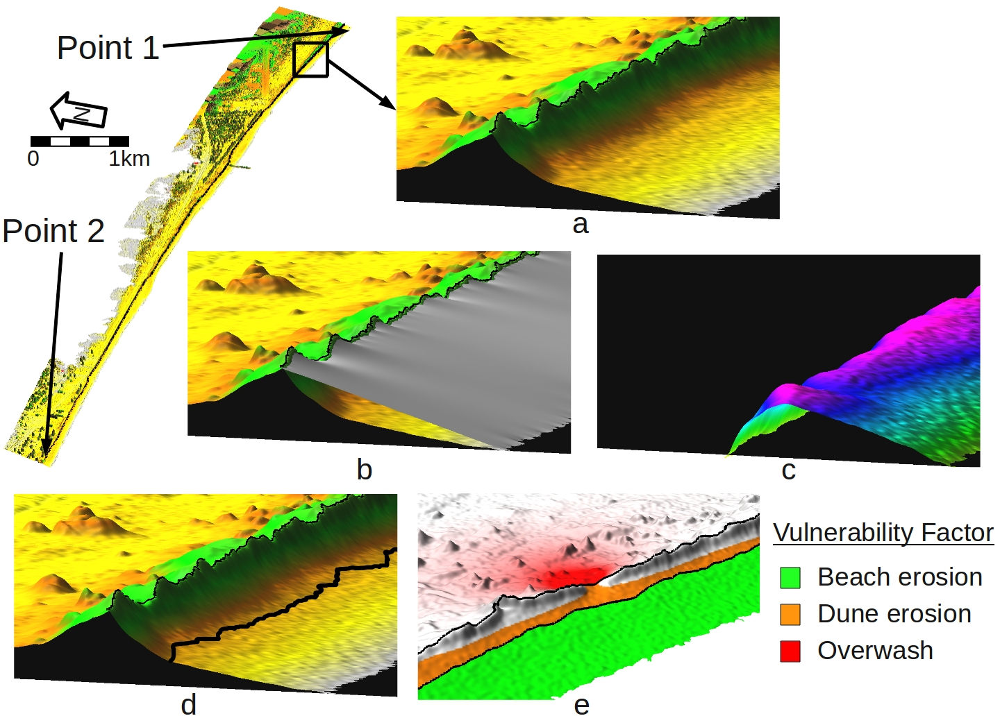 Point 1
N
0 1km
Point 2
a
b
c
d
e
Vulnerability Factor
Beach erosion
Dune erosion
Overwash